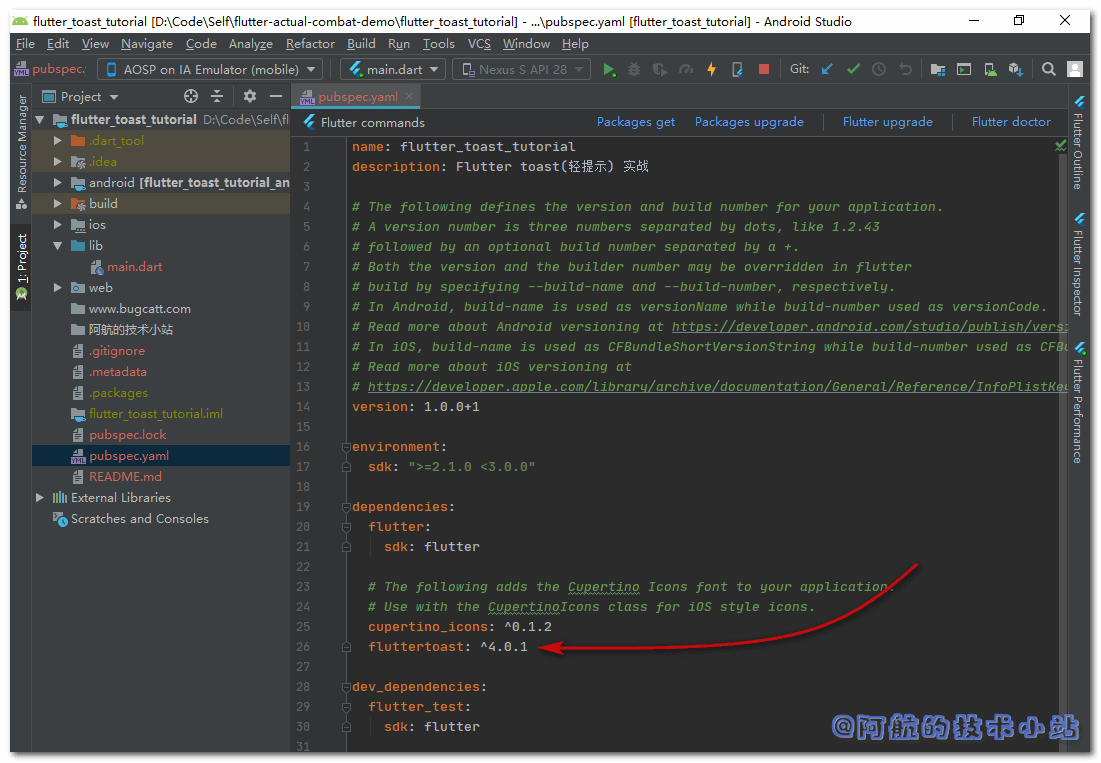 flutter_toast_tutorial [D:\Code\Self\flutter-actual-combat-demo\flutter_toast_tutorial] - ...\pubspec.yaml [flutter_toast_tutorial] - Android Studio
File Edit View Navigate Code Analyze Refactor Build Run Tools VCS Window Help
pubspec. AOSP on IA Emulator (mobile) main.dart Nexus S API 28 Git:
Project
pubspec.yaml
Resource Manager
1: Project
flutter_toast_tutorial D:\Code\Self\fl
.dart_tool
.idea
android [flutter_toast_tutorial_an
build
ios
lib
main.dart
web
www.bugcatt.com
阿航的技术小站
.gitignore
.metadata
.packages
flutter_toast_tutorial.iml
pubspec.lock
pubspec.yaml
README.md
External Libraries
Scratches and Consoles
Flutter commands Packages get Packages upgrade Flutter upgrade Flutter doctor
1 name: flutter_toast_tutorial
2 description: Flutter toast(轻提示) 实战
3
4 # The following defines the version and build number for your application.
5 # A version number is three numbers separated by dots, like 1.2.43
6 # followed by an optional build number separated by a +.
7 # Both the version and the builder number may be overridden in flutter
8 # build by specifying --build-name and --build-number, respectively.
9 # In Android, build-name is used as versionName while build-number used as versionCode.
10 # Read more about Android versioning at https://developer.android.com/studio/publish/versi
11 # In iOS, build-name is used as CFBundleShortVersionString while build-number used as CFBu
12 # Read more about iOS versioning at
13 # https://developer.apple.com/library/archive/documentation/General/Reference/InfoPlistKey
14 version: 1.0.0+1
15
16 environment:
17 sdk: ">=2.1.0 <3.0.0"
18
19 dependencies:
20 flutter:
21 sdk: flutter
22
23 # The following adds the Cupertino Icons font to your application.
24 # Use with the CupertinoIcons class for iOS style icons.
25 cupertino_icons: ^0.1.2
26 fluttertoast: ^4.0.1
27
28 dev_dependencies:
29 flutter_test:
30 sdk: flutter
31
Flutter Outline
Flutter Inspector
Flutter Performance
@阿航的技术小站